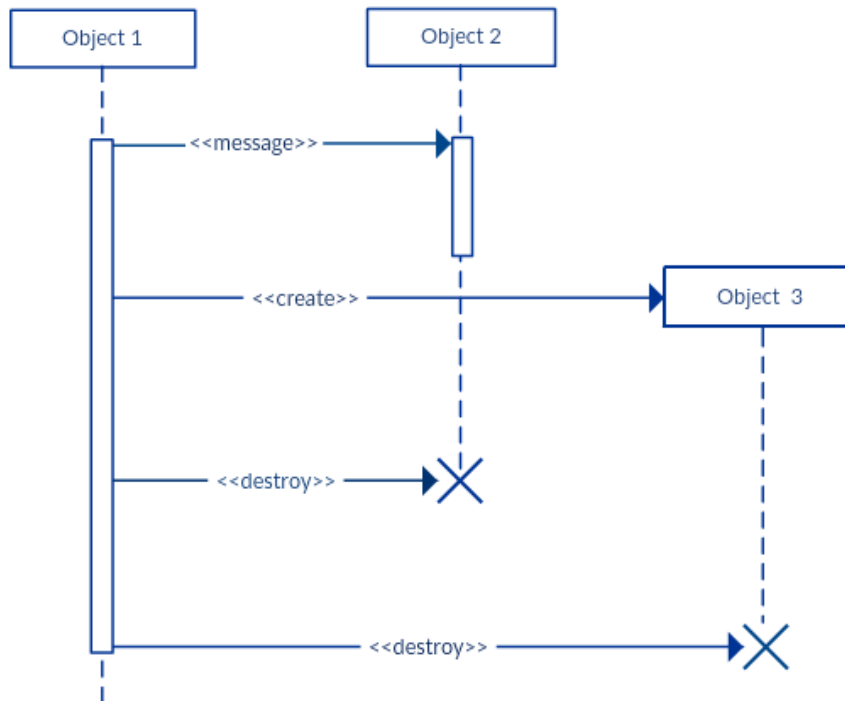 Object 1
Object 2
<<message>>
<<create>>
Object  3
<<destroy>>
<<destroy>>